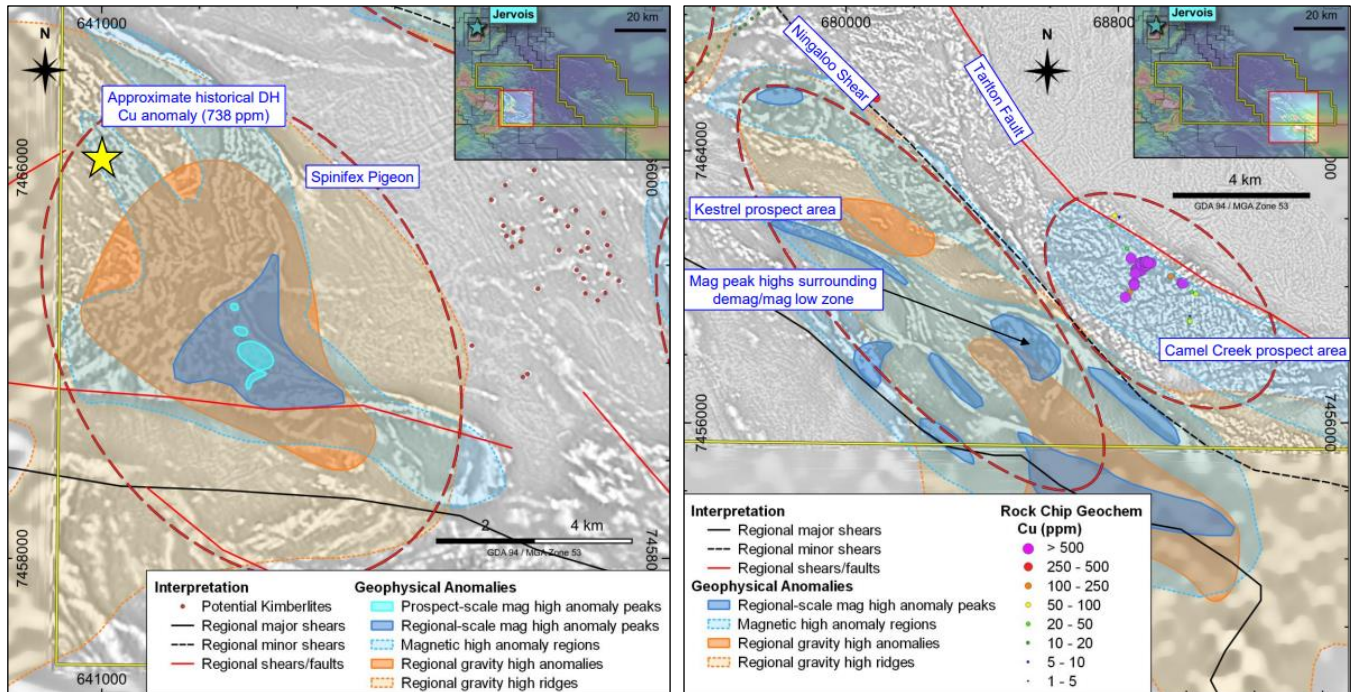 641000
Jervois
20 km
N
Approximate historical DH
Cu anomaly (738 ppm)
Spinifex Pigeon
7466000
2
4 km
GDA 94 / MGA Zone 53
7458000
74580
641000
Interpretation
Potential Kimberlites
Regional major shears
Regional minor shears
Regional shears/faults
Geophysical Anomalies
Prospect-scale mag high anomaly peaks
Regional-scale mag high anomaly peaks
Magnetic high anomaly regions
Regional gravity high anomalies
Regional gravity high ridges
680000
68800
Jervois
20 km
N
Ningaloo Shear
Tarlton Fault
7464000
4 km
GDA 94 / MGA Zone 53
Kestrel prospect area
Mag peak highs surrounding
demag/mag low zone
Camel Creek prospect area
7456000
7456000
Interpretation
Regional major shears
Regional minor shears
Regional shears/faults
Geophysical Anomalies
Regional-scale mag high anomaly peaks
Magnetic high anomaly regions
Regional gravity high anomalies
Regional gravity high ridges
Rock Chip Geochem
Cu (ppm)
> 500
250 - 500
100 - 250
50 - 100
20 - 50
10 - 20
5 - 10
1 - 5